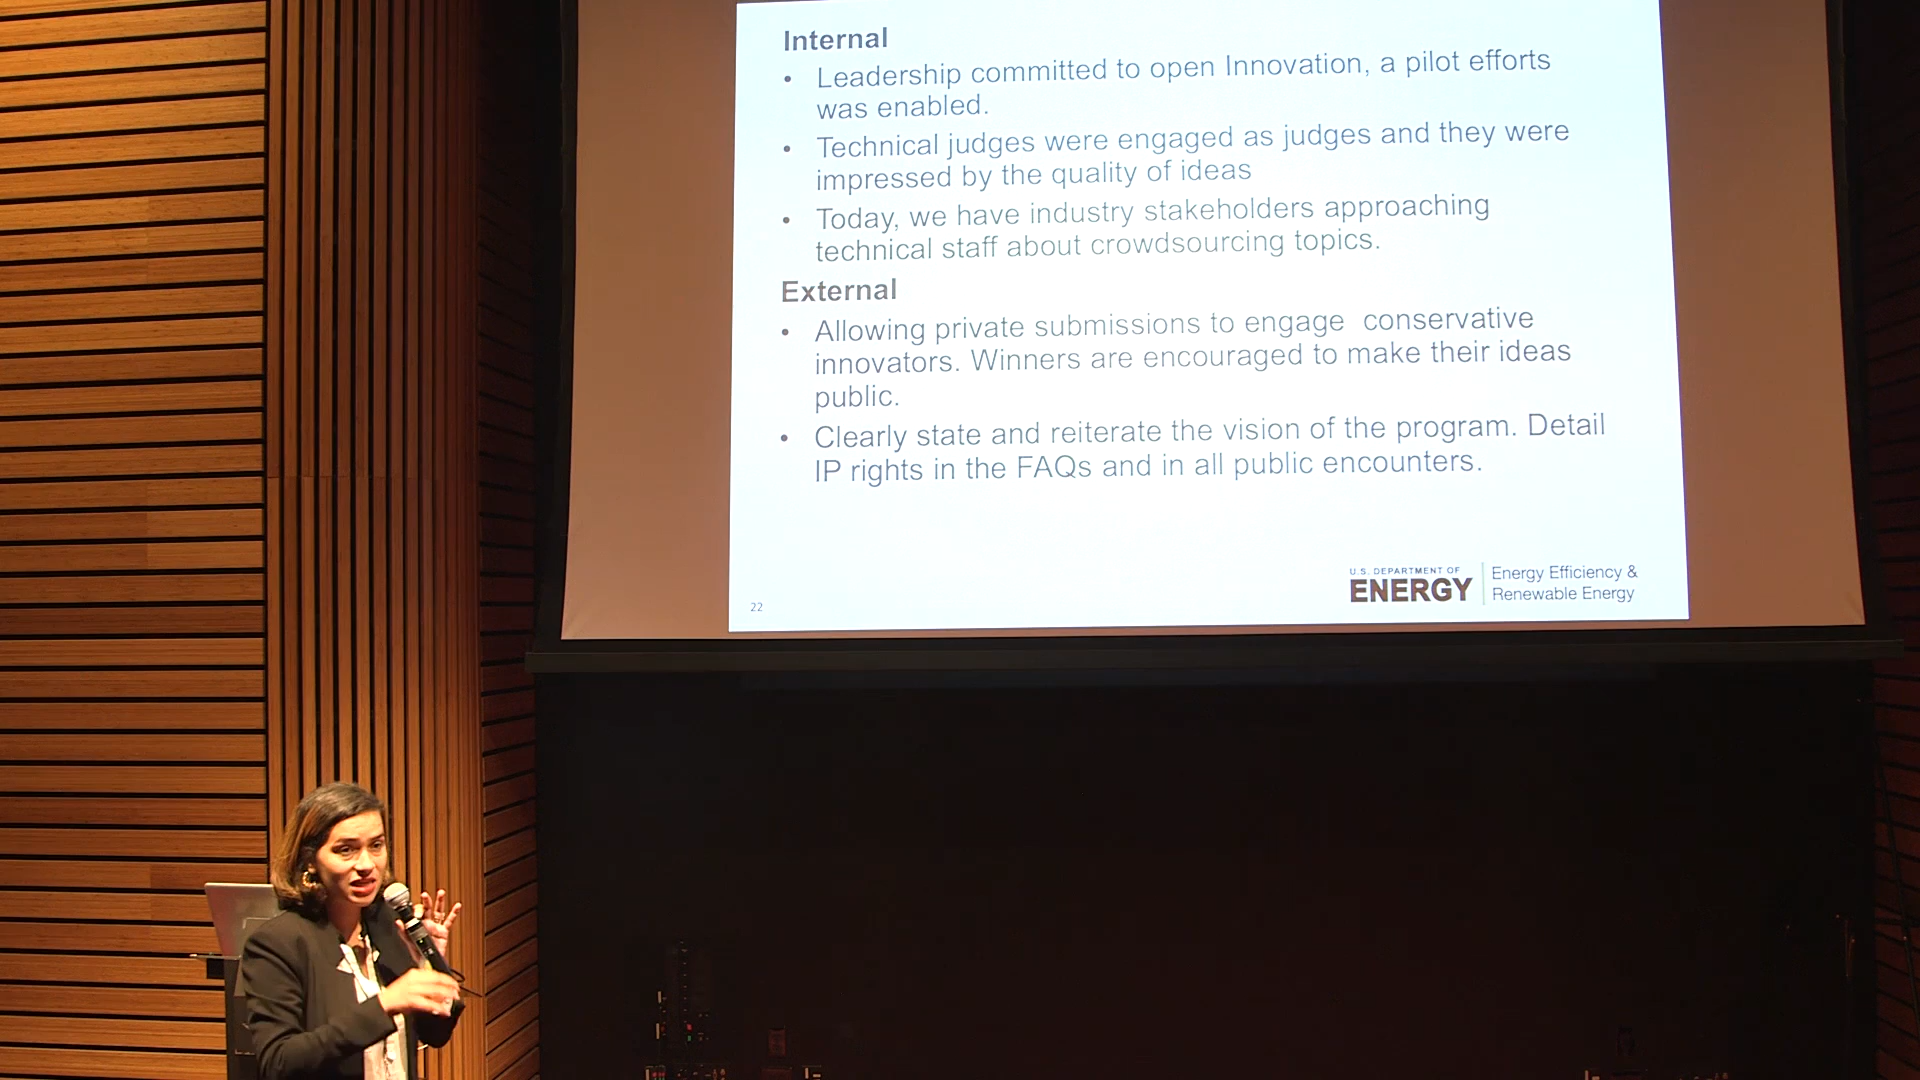 Internal
• Leadership committed to open Innovation, a pilot efforts
was enabled.
• Technical judges were engaged as judges and they were
impressed by the quality of ideas
• Today, we have industry stakeholders approaching
technical staff about crowdsourcing topics.
External
• Allowing private submissions to engage  conservative
innovators. Winners are encouraged to make their ideas
public.
• Clearly state and reiterate the vision of the program. Detail
IP rights in the FAQs and in all public encounters.
U.S. DEPARTMENT OF
ENERGY
Energy Efficiency &
Renewable Energy
22